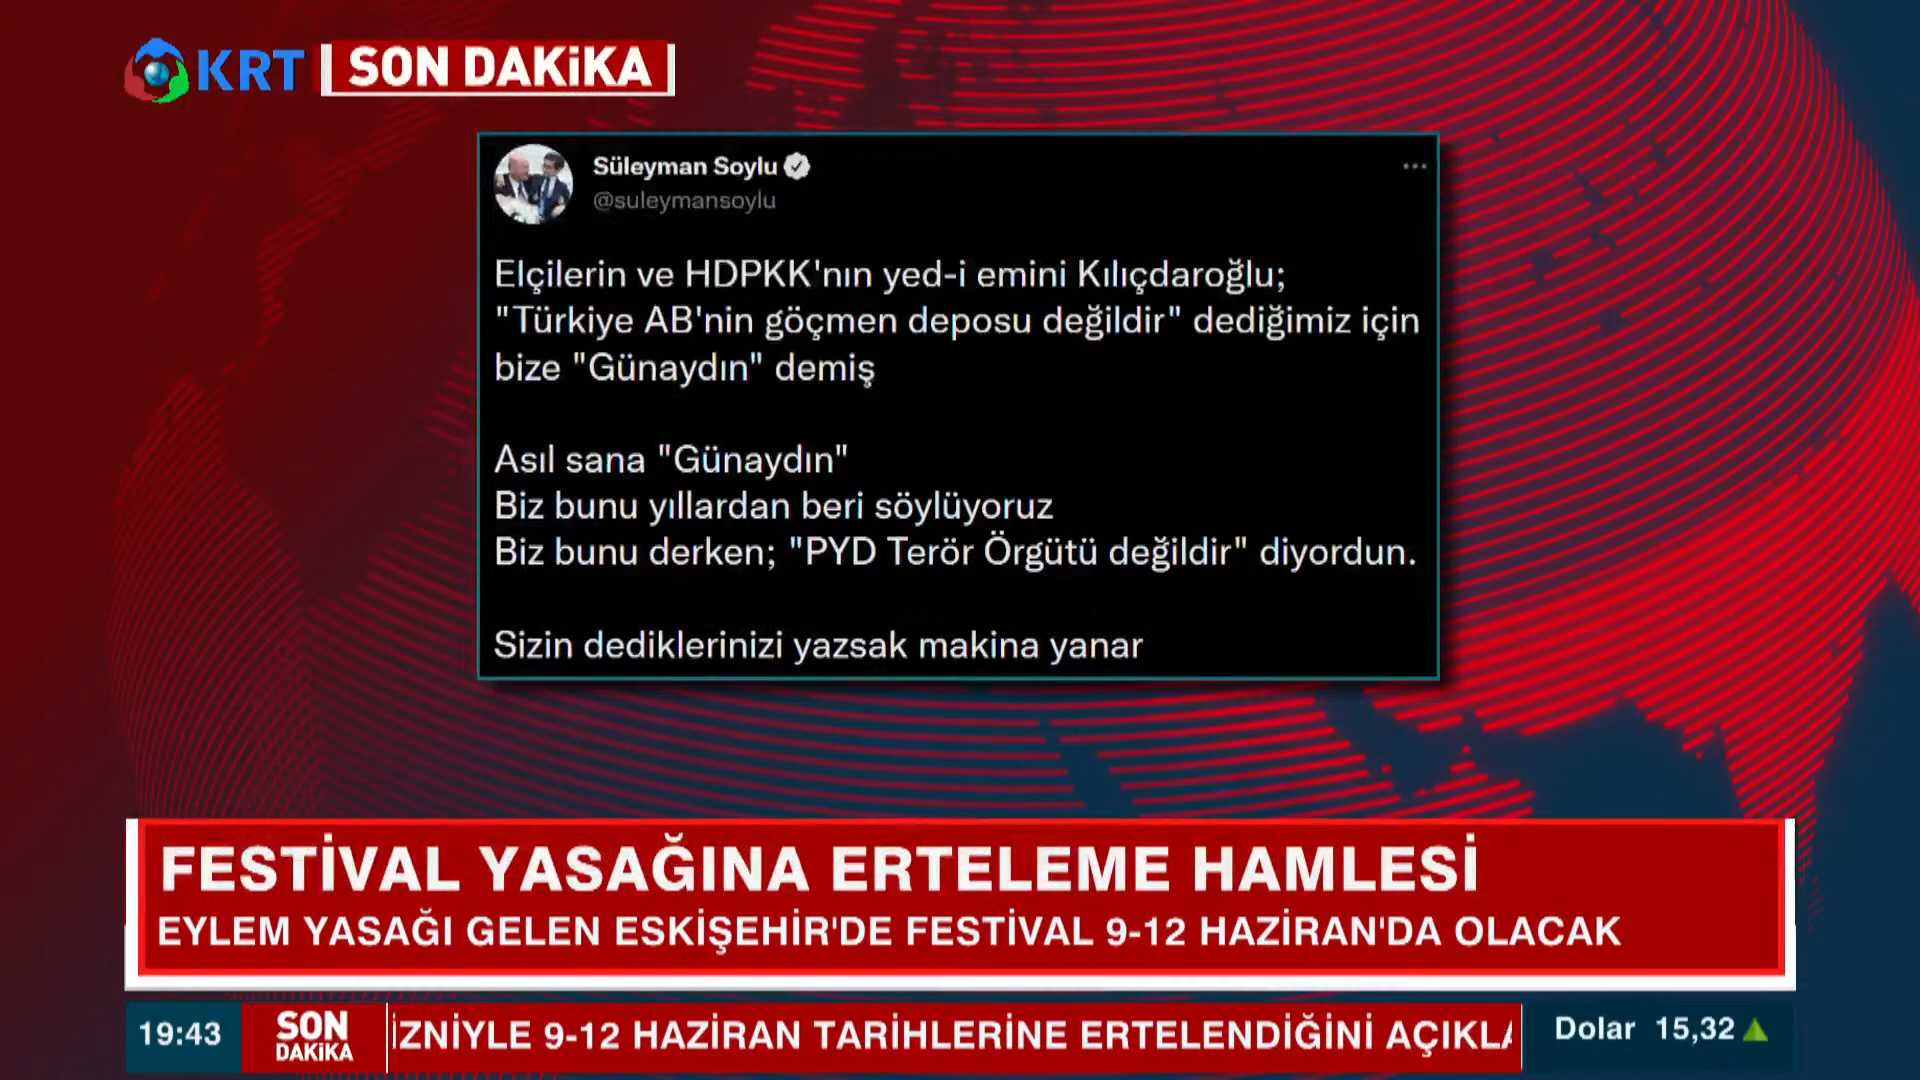 KRT SON DAKİKA
Süleyman Soylu
@suleymansoylu
Elçilerin ve HDPKK'nın yed-i emini Kılıçdaroğlu;
"Türkiye AB'nin göçmen deposu değildir" dediğimiz için
bize "Günaydın" demiş
Asıl sana "Günaydın"
Biz bunu yıllardan beri söylüyoruz
Biz bunu derken; "PYD Terör Örgütü değildir" diyordun.
Sizin dediklerinizi yazsak makina yanar
FESTİVAL YASAĞINA ERTELEME HAMLESİ
EYLEM YASAĞI GELEN ESKİŞEHİR'DE FESTİVAL 9-12 HAZİRAN'DA OLACAK
19:43 SON DAKİKA İZNİYLE 9-12 HAZİRAN TARİHLERİNE ERTELENDİĞİNİ AÇIKLA Dolar 15,32